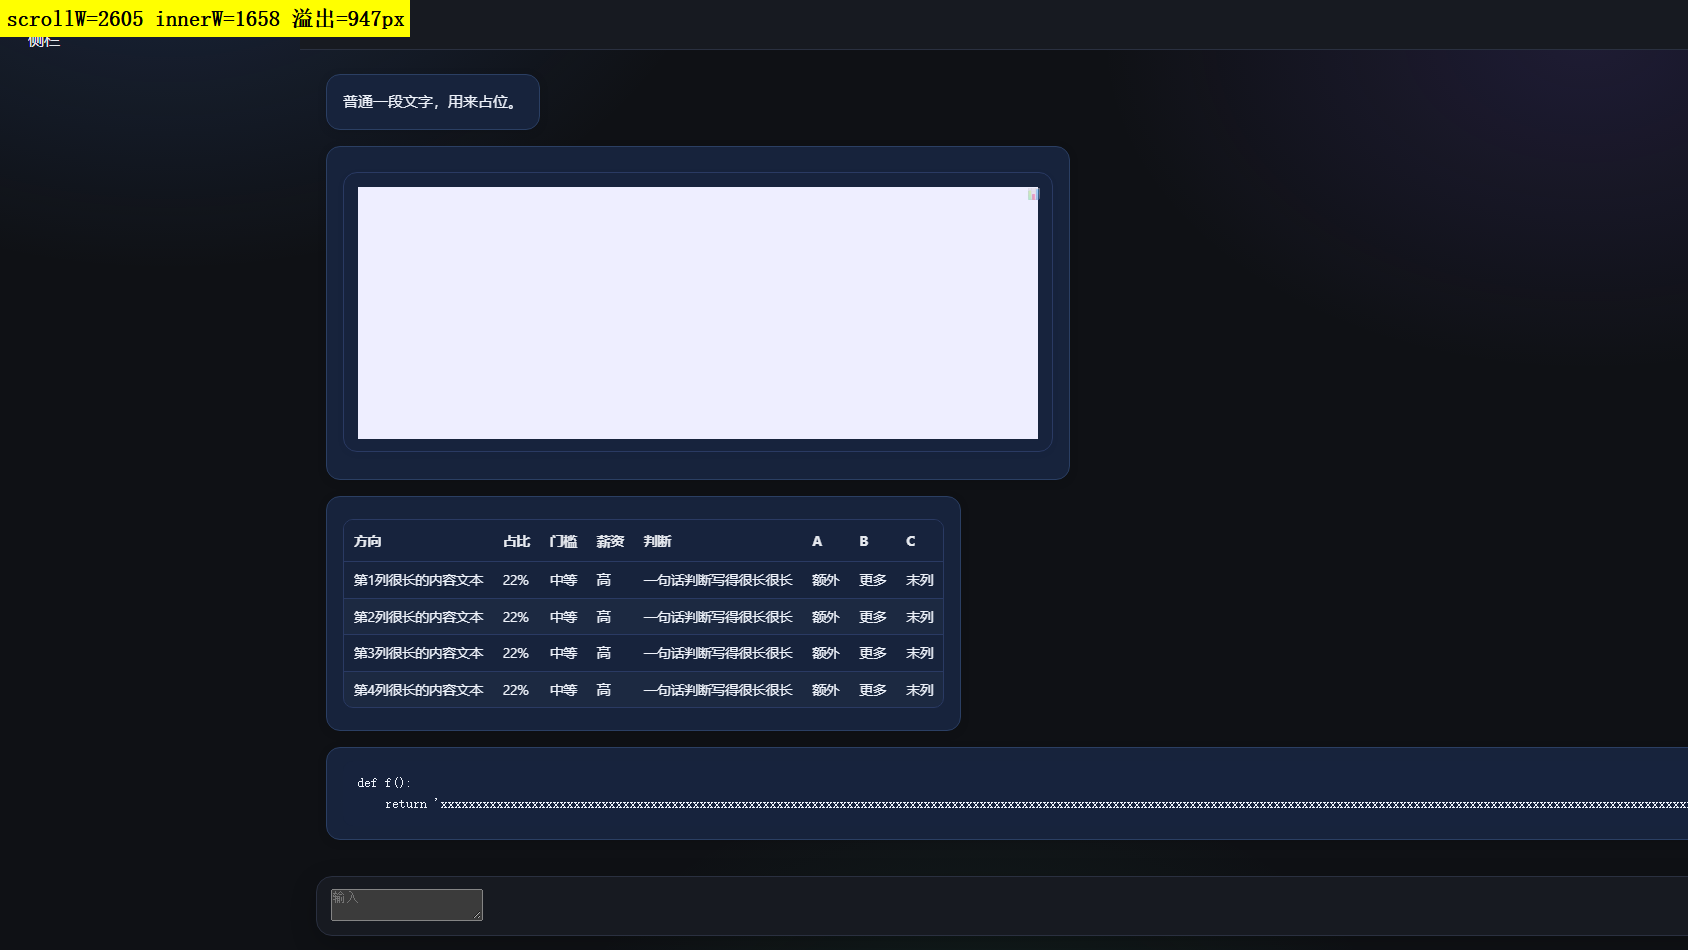 scrollW=2605 innerW=1658 溢出=947px
侧栏
普通一段文字，用来占位。
方向 占比 门槛 薪资 判断 A B C
第1列很长的内容文本 22% 中等 高 一句话判断写得很长很长 额外 更多 末列
第2列很长的内容文本 22% 中等 高 一句话判断写得很长很长 额外 更多 末列
第3列很长的内容文本 22% 中等 高 一句话判断写得很长很长 额外 更多 末列
第4列很长的内容文本 22% 中等 高 一句话判断写得很长很长 额外 更多 末列
def f():
return '
输入